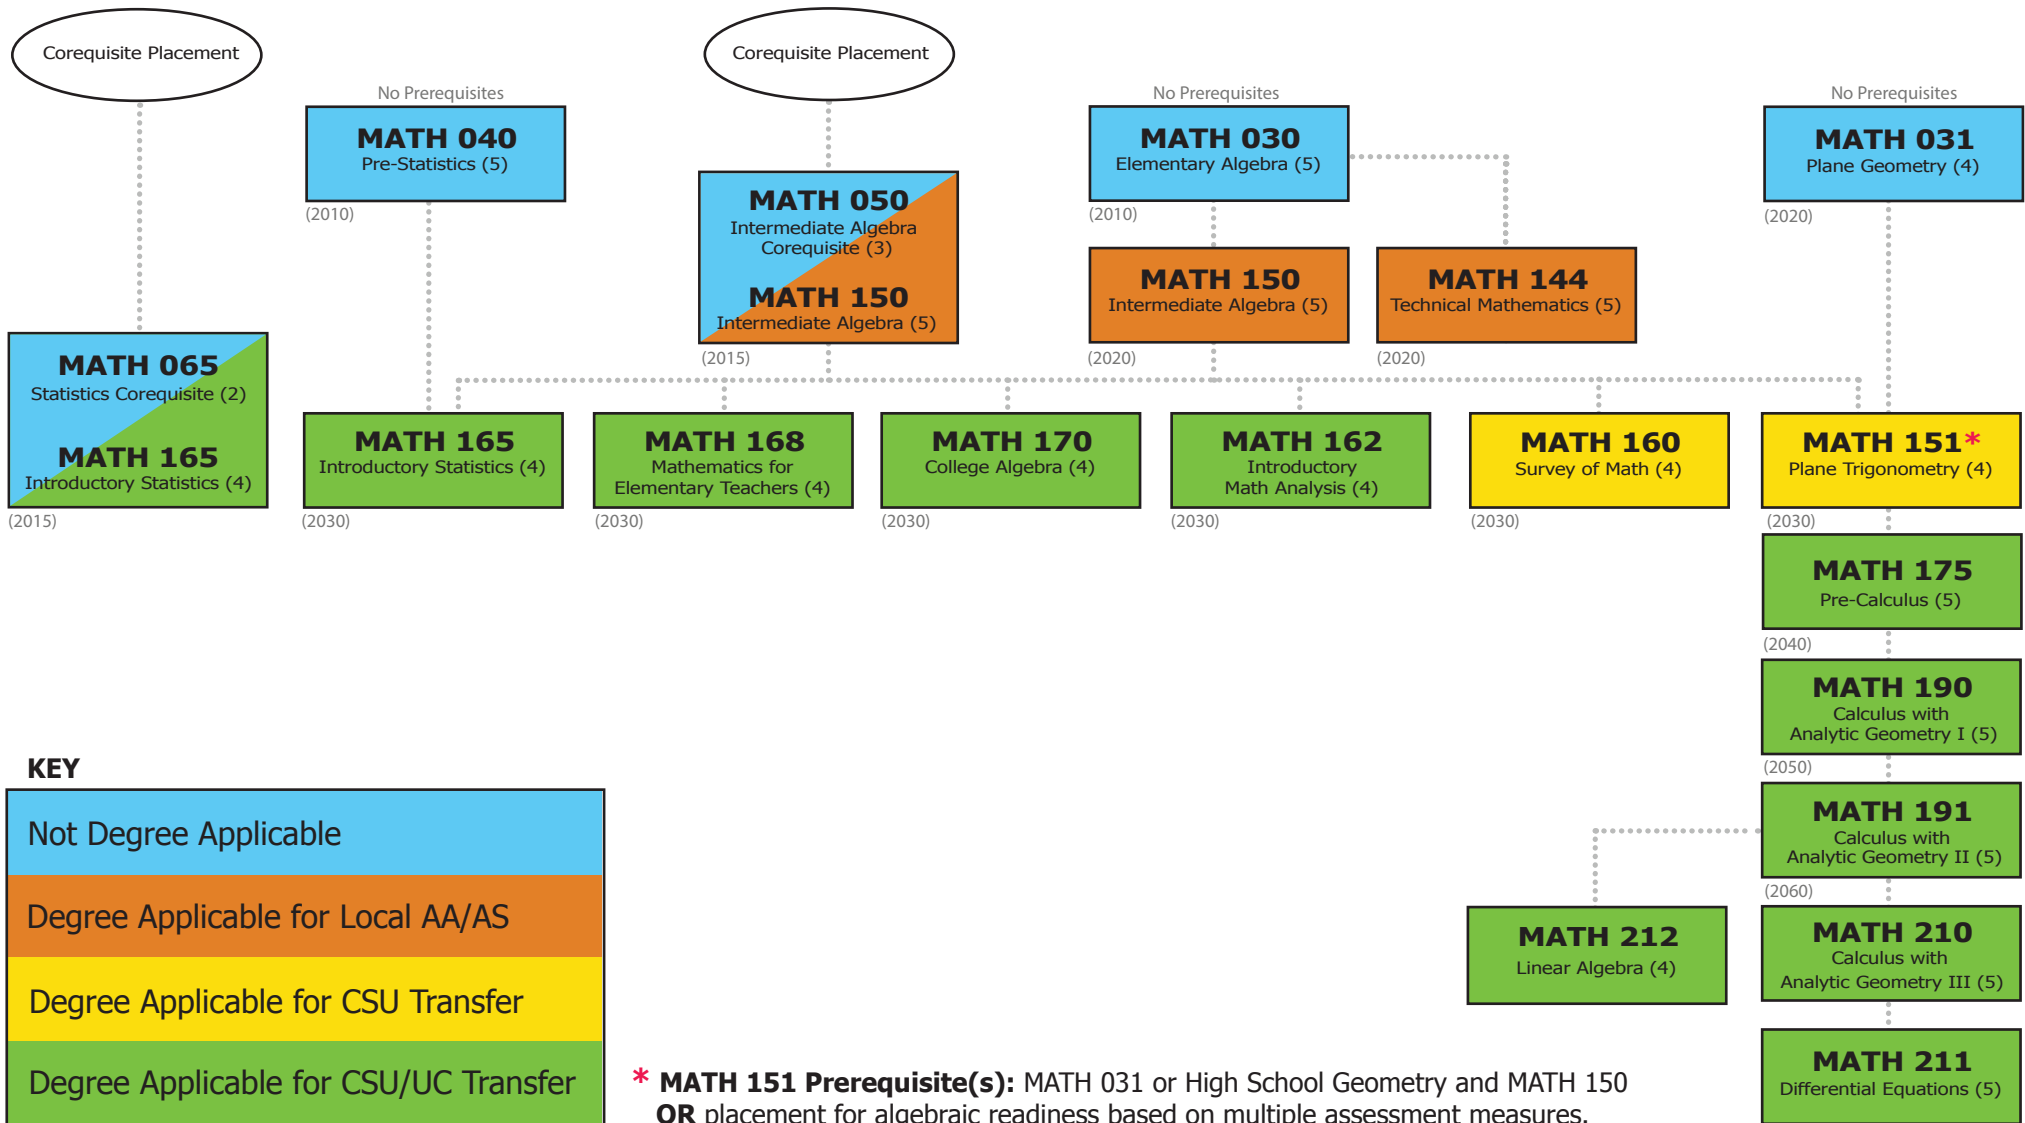 Corequisite Placement
Corequisite Placement
No Prerequisites
No Prerequisites
No Prerequisites
MATH 040
Pre-Statistics (5)
(2010)
MATH 030
Elementary Algebra (5)
(2010)
MATH 031
Plane Geometry (4)
(2020)
MATH 050
Intermediate Algebra
Corequisite (3)
MATH 150
Intermediate Algebra (5)
(2015)
MATH 150
Intermediate Algebra (5)
(2020)
MATH 144
Technical Mathematics (5)
(2020)
MATH 065
Statistics Corequisite (2)
MATH 165
Introductory Statistics (4)
(2015)
MATH 165
Introductory Statistics (4)
(2030)
MATH 168
Mathematics for
Elementary Teachers (4)
(2030)
MATH 170
College Algebra (4)
(2030)
MATH 162
Introductory
Math Analysis (4)
(2030)
MATH 160
Survey of Math (4)
(2030)
MATH 151*
Plane Trigonometry (4)
(2030)
MATH 175
Pre-Calculus (5)
(2040)
MATH 190
Calculus with
Analytic Geometry I (5)
(2050)
MATH 191
Calculus with
Analytic Geometry II (5)
(2060)
MATH 212
Linear Algebra (4)
MATH 210
Calculus with
Analytic Geometry III (5)
MATH 211
Differential Equations (5)
KEY
Not Degree Applicable
Degree Applicable for Local AA/AS
Degree Applicable for CSU Transfer
Degree Applicable for CSU/UC Transfer
* MATH 151 Prerequisite(s): MATH 031 or High School Geometry and MATH 150
OR placement for algebraic readiness based on multiple assessment measures.